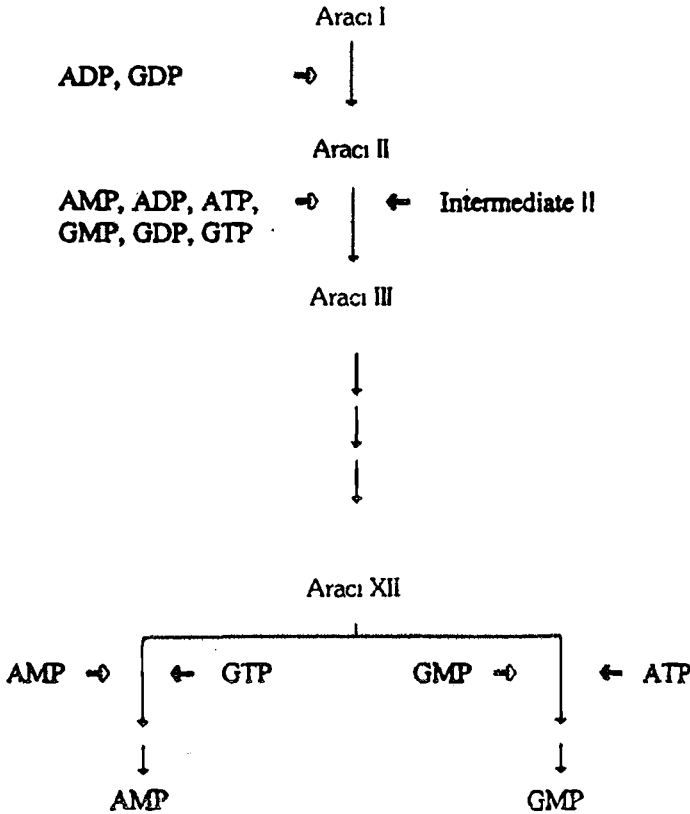 Aracı I
ADP, GDP
Aracı II
AMP, ADP, ATP,
GMP, GDP, GTP
Intermediate II
Aracı III
Aracı XII
AMP
GTP
GMP
ATP
AMP
GMP